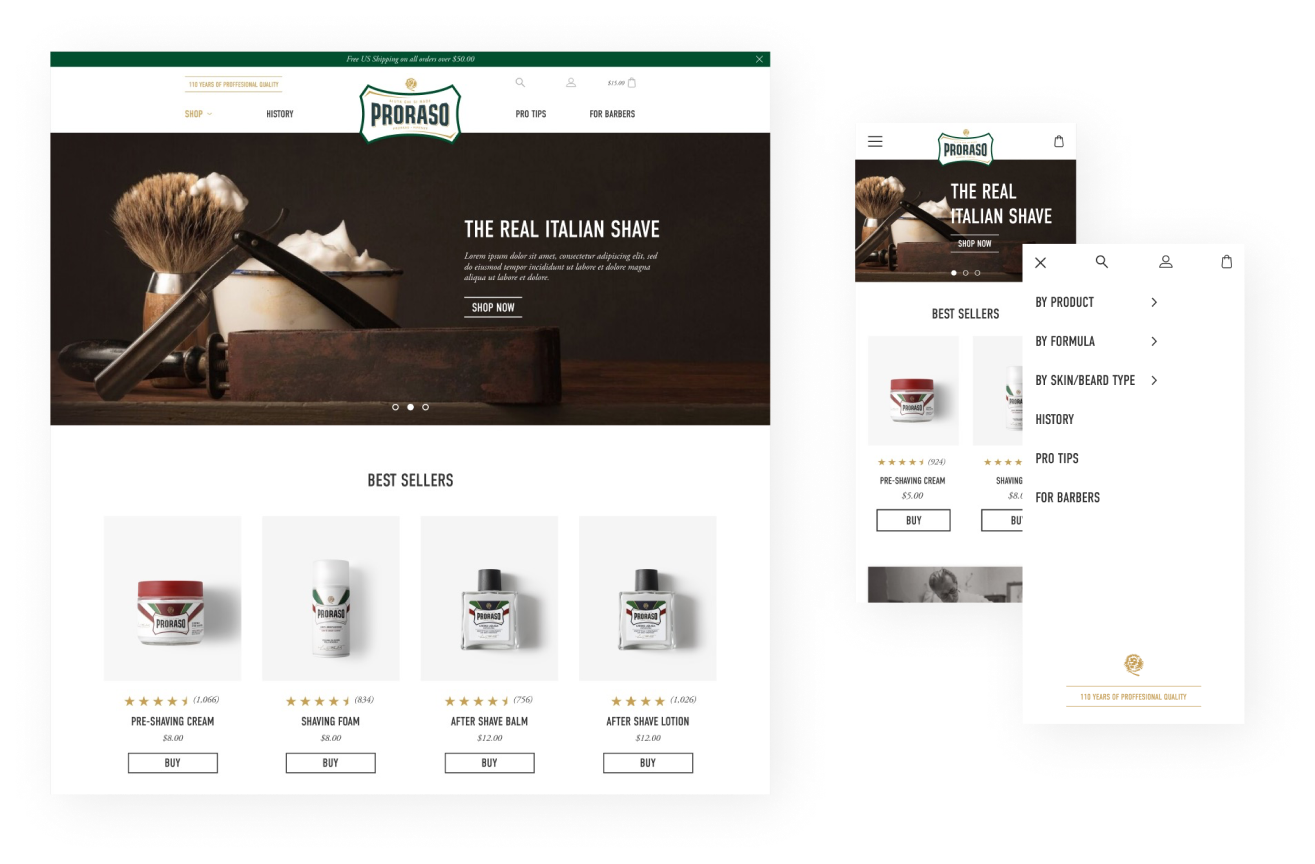 Free US Shipping on all orders over $50.00
110 YEARS OF PROFFESIONAL QUALITY
$15.00
SHOP
HISTORY
PRORASO
PRO TIPS
FOR BARBERS
THE REAL ITALIAN SHAVE
Lorem ipsum dolor sit amet, consectetur adipiscing elit, sed
do eiusmod tempor incididunt ut labore et dolore magna
aliqua ut labore et dolore.
SHOP NOW
BEST SELLERS
PRORASO
PRORASO
PRORASO
PRORASO
(1.066)
(834)
(756)
(1.026)
PRE-SHAVING CREAM
SHAVING FOAM
AFTER SHAVE BALM
AFTER SHAVE LOTION
$8.00
$8.00
$12.00
$12.00
BUY
BUY
BUY
BUY
PRORASO
THE REAL
ITALIAN SHAVE
SHOP NOW
BEST SELLERS
PRORASO
(924)
PRE-SHAVING CREAM
SHAVING
$5.00
$8.
BUY
BU
BY PRODUCT
BY FORMULA
BY SKIN/BEARD TYPE
HISTORY
PRO TIPS
FOR BARBERS
110 YEARS OF PROFFESIONAL QUALITY